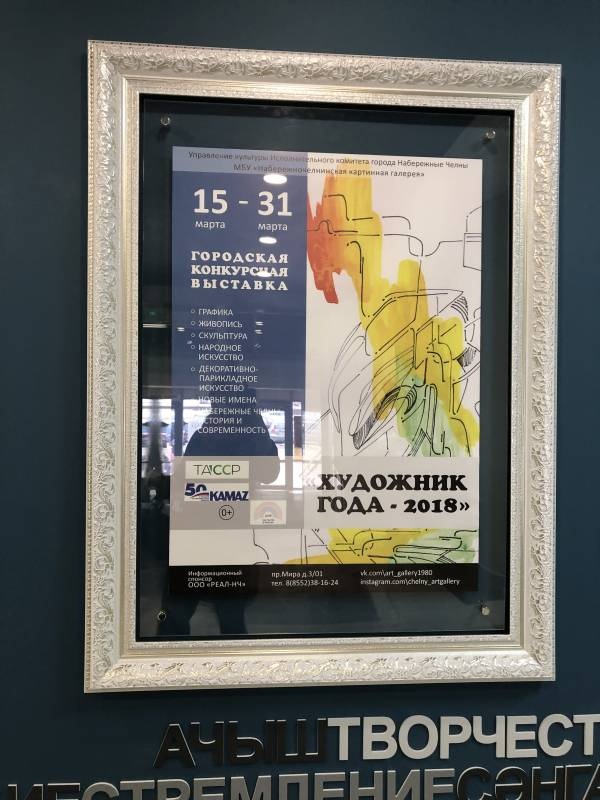 Управление культуры Исполнительного комитета города Набережные Челны
МБУ «Набережночелнинская картинная галерея»
15 - 31
марта марта
ГОРОДСКАЯ
КОНКУРСНАЯ
ВЫСТАВКА
ГРАФИКА
ЖИВОПИСЬ
СКУЛЬПТУРА
НАРОДНОЕ
ИСКУССТВО
ДЕКОРАТИВНО-
ПАРИКЛАДНОЕ
ИСКУССТВО
НОВЫЕ ИМЕНА
НАБЕРЕЖНЫЕ ЧЕЛНЫ
ИСТОРИЯ И
СОВРЕМЕННОСТЬ
ТАССР
50 KAMAZ
0+
«ХУДОЖНИК
ГОДА - 2018»
Информационный
спонсор
ООО «РЕАЛ-НЧ»
пр.Мира д.3/01
тел. 8(8552)38-16-24
vk.com\art_gallery1980
instagram.com\chelny_artgallery
АЧЫШТВОРЧЕСТ
ИЕСТРЕМЛЕНИЕСӘНГА